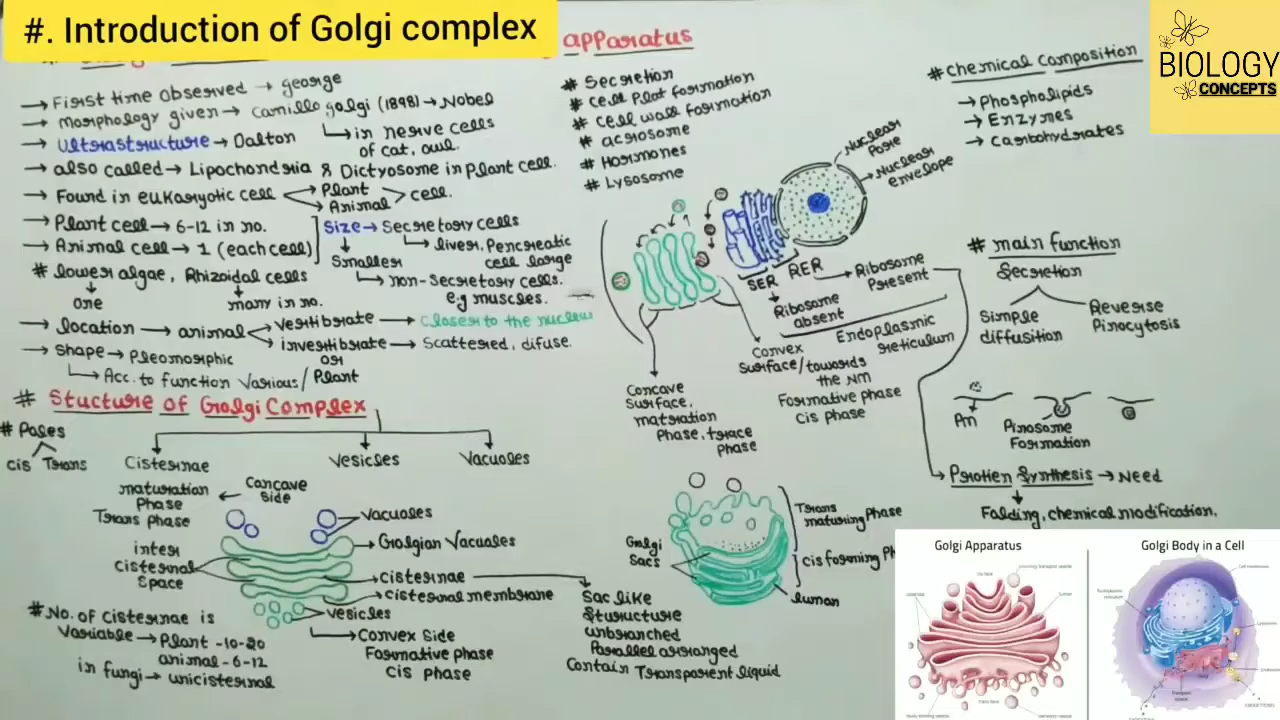 #. Introduction of Golgi complex
apparatus
BIOLOGY
CONCEPTS
→ First time observed → george
→ morphology given → Camillo golgi (1898) → Nobel
in nerve cells
of cat, owl.
→ Ultrastructure → Dalton
→ also called → Lipochondria & Dictyosome in plant cell.
→ Found in eukaryotic cell
Plant
Animal
cell.
→ Plant cell → 6-12 in no.
→ Animal cell → 1 (each cell)
# lower algae, Rhizoidal cells
one
many in no.
Size → Secretory cells
liver, Pencreatic
cell large
Smaller
non-Secretory cells.
e.g muscles.
→ location → animal
vertibrate → Closer to the nucleus
invertibrate → Scattered, difuse.
→ Shape → Pleomorphic
or
Acc. to function various / Plant
# Secretion
# Cell Plat formation
# Cell wall formation
# acrosome
# Hormones
# Lysosome
# Chemical Composition
→ Phospholipids
→ Enzymes
→ Carbohydrates
Nuclear
Pore
Nuclear
envelope
SER
RER
Ribosome
Present
Ribosome
absent
Endoplasmic
reticulum
Convex
Surface/towards
the NM
Formative phase
Cis phase
Concave
Surface,
matration
Phase, trace
Phase
# main function
Secretion
Simple
diffusion
Reverse
Pinocytosis
Pm
Pinosome
Formation
Protien Synthesis → Need
Folding, chemical modification.
# Stucture of Golgi Complex
# Poles
Cis Trans
Cisternae
Vesicles
Vacuoles
maturation
Phase
Trans phase
Concave
Side
Vacuoles
Golgian Vacuoles
inter
Cisternal
Space
Cisternae
Cisternal membrane
Vesicles
Convex Side
Formative phase
Cis phase
Sac like
Structure
unbranched
Parallel arranged
Contain Transparent liquid
# No. of Cisternae is
Variable → Plant - 10-20
animal - 6-12
in fungi → unicisternal
Golgi
Sacs
Trans
maturing Phase
Cis forming Ph
luman
Golgi Apparatus
Golgi Body in a Cell